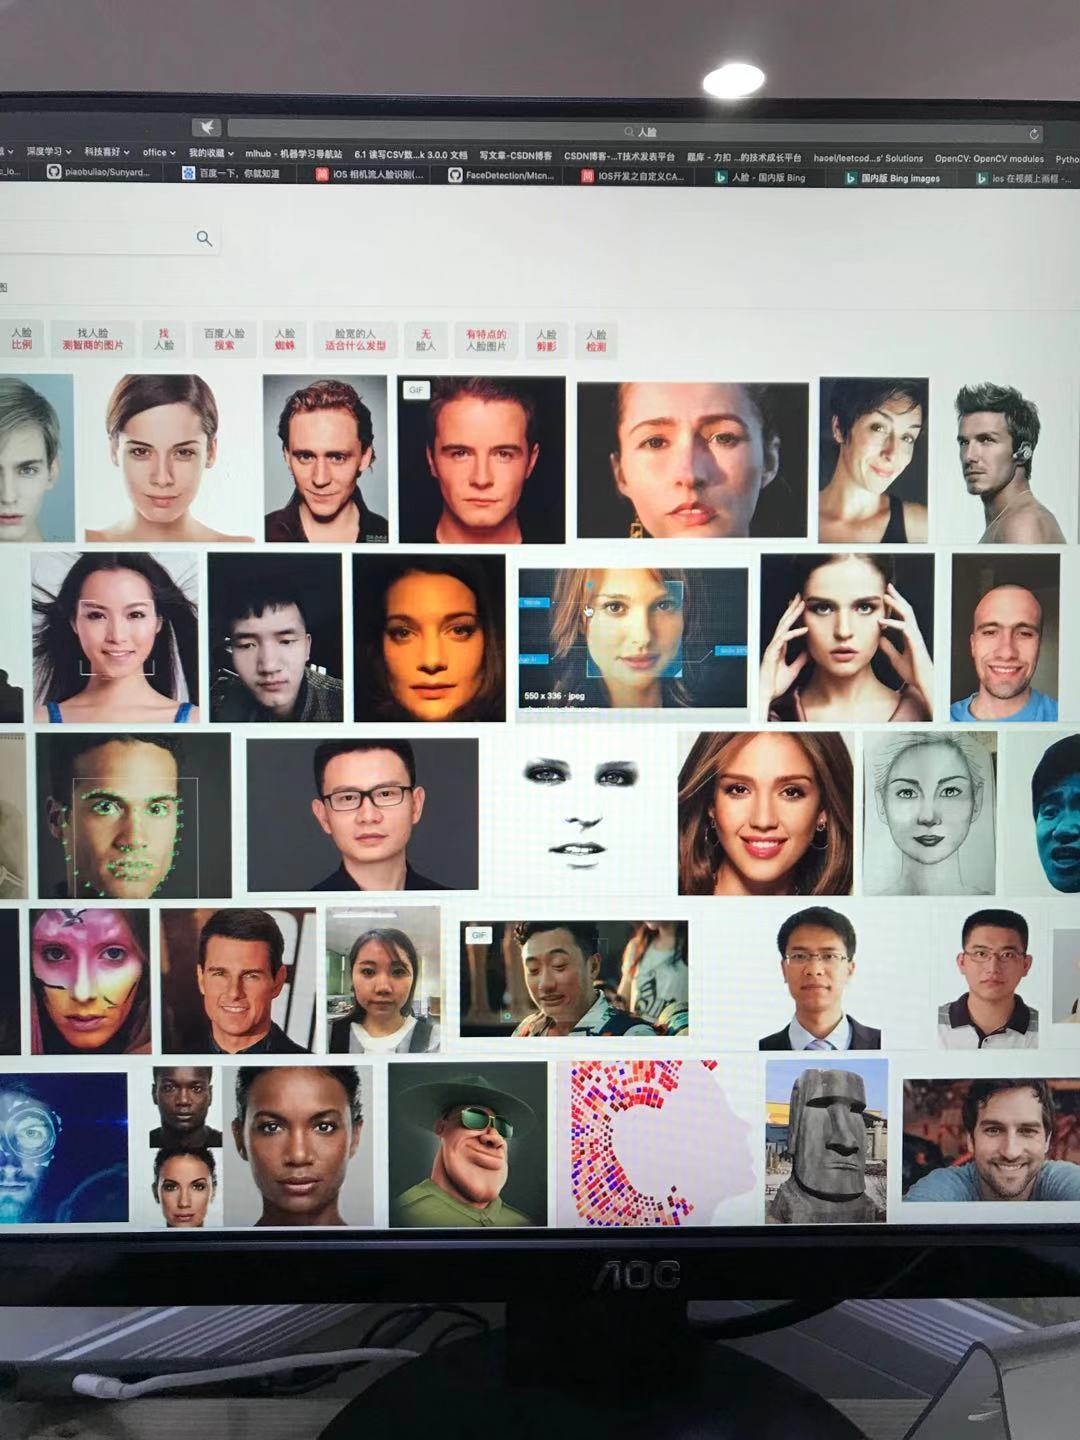 人脸
深度学习
科技喜好
office
我的收藏
mlhub - 机器学习导航站
6.1 读写CSV数...k 3.0.0 文档
写文章-CSDN博客
CSDN博客-...T技术发表平台
题库 - 力扣 ...的技术成长平台
haoel/leetcod...s' Solutions
OpenCV: OpenCV modules
piaobuliao/Sunyard...
百度一下，你就知道
简 iOS 相机流人脸识别(...
FaceDetection/Mtcn...
简 IOS开发之自定义CA...
人脸 - 国内版 Bing
国内版 Bing images
ios 在视频上画框 -...
图
人脸
比例
找人脸
测智商的图片
找
人脸
百度人脸
搜索
人脸
蜘蛛
脸宽的人
适合什么发型
无
脸人
有特点的
人脸图片
人脸
剪影
人脸
检测
GIF
550 x 336 · jpeg
GIF
AOC